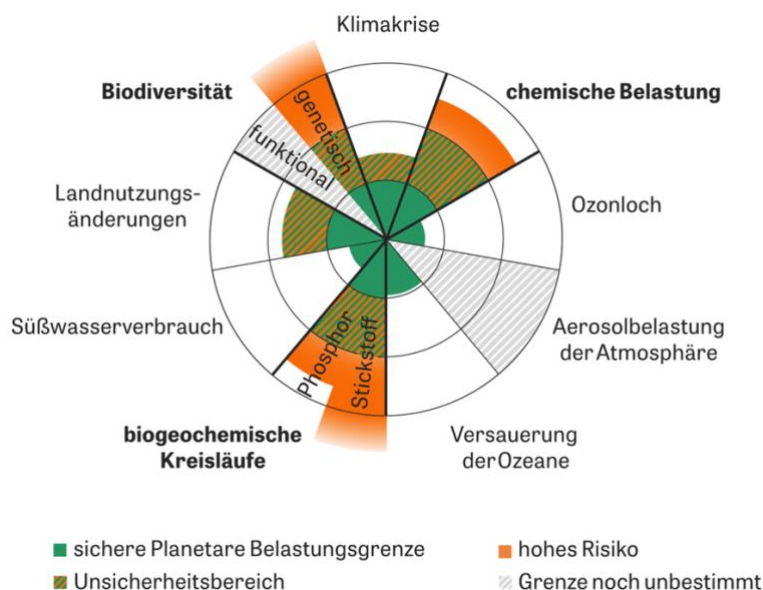 Klimakrise
Biodiversität
chemische Belastung
genetisch
funktional
Landnutzungs-
änderungen
Ozonloch
Süßwasserverbrauch
Aerosolbelastung
der Atmosphäre
Phosphor
Stickstoff
biogeochemische
Kreisläufe
Versauerung
der Ozeane
sichere Planetare Belastungsgrenze
hohes Risiko
Unsicherheitsbereich
Grenze noch unbestimmt